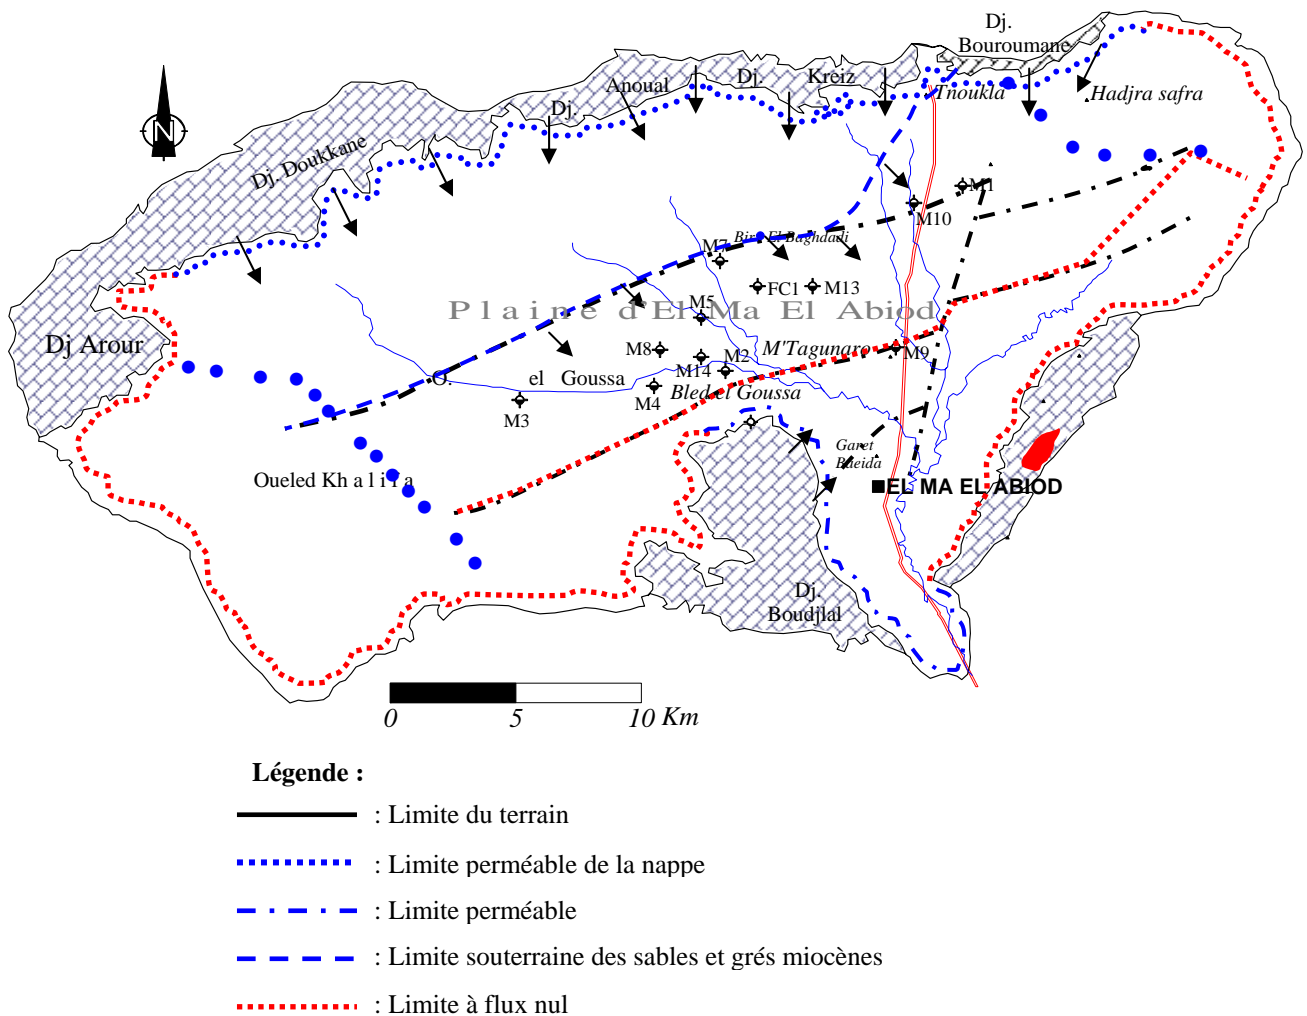 Dj.
Bouroumane
Dj. Anoual Dj. Kreiz
Tnoukla
Hadjra safra
N
Dj. Doukkane
M1
M10
Bir El Baghdadi
M7
FC1
M13
Plaine d'El Ma El Abiod
M5
Dj Arour
M8
M'Tagunaro
M9
M2
M14
O. el Goussa
Bled el Goussa
M4
M3
Garet
Oueled Khalifa
EL MA EL ABIOD
Dj.
Boudjlal
0 5 10 Km
Légende :
: Limite du terrain
: Limite perméable de la nappe
: Limite perméable
: Limite souterraine des sables et grés miocènes
: Limite à flux nul